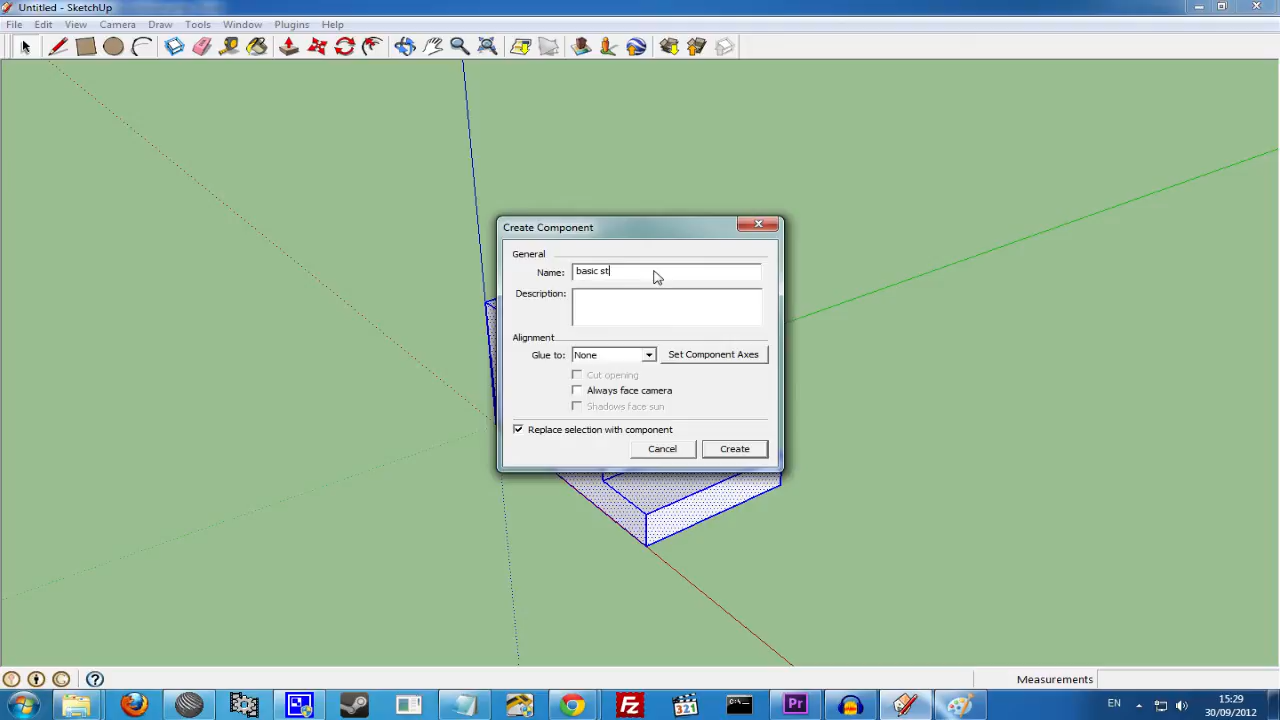 Untitled - SketchUp
File Edit View Camera Draw Tools Window Plugins Help
Create Component
General
Name: basic st
Description:
Alignment
Glue to: None Set Component Axes
Cut opening
Always face camera
Shadows face sun
Replace selection with component
Cancel Create
Measurements
321 Pr
EN 15:29
30/09/2012